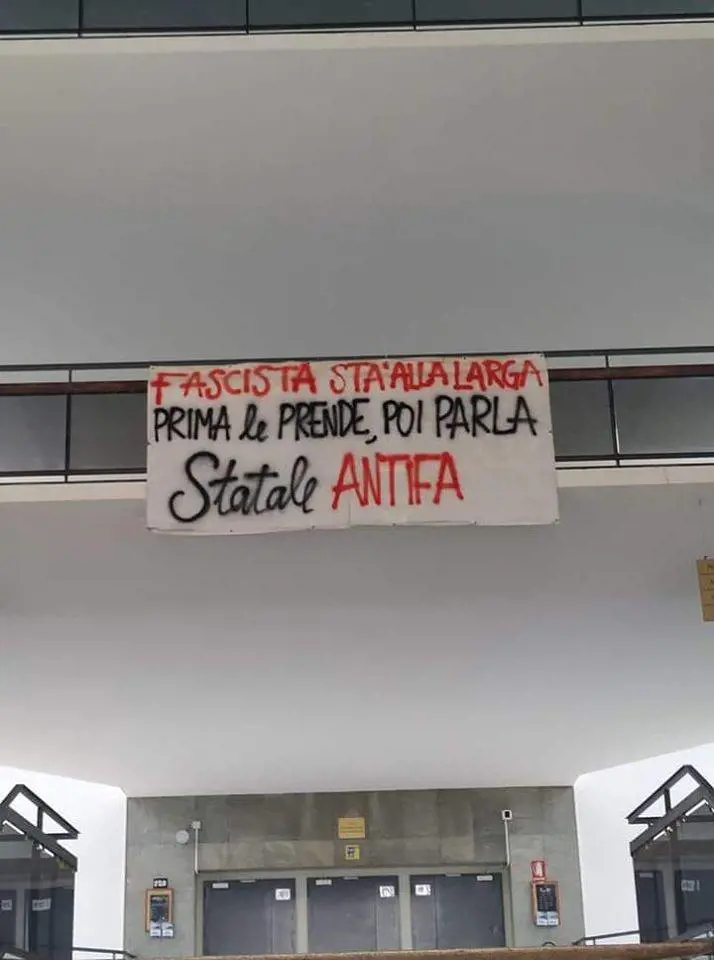 FASCISTA STA' ALLA LARGA
PRIMA le PRENDE, POI PARLA
Statale ANTIFA